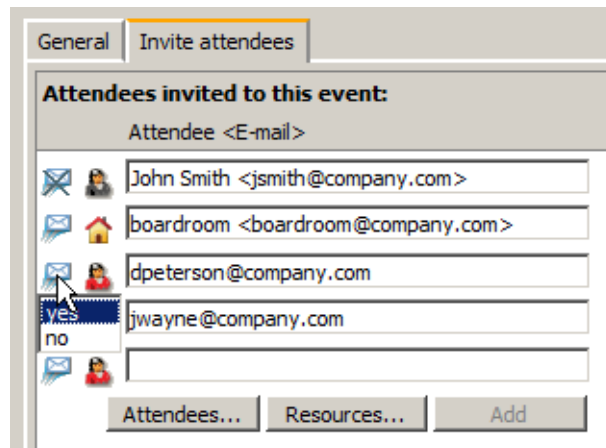 General Invite attendees
Attendees invited to this event:
Attendee <E-mail>
John Smith <jsmith@company.com>
boardroom <boardroom@company.com>
dpeterson@company.com
yes
jwayne@company.com
no
Attendees... Resources... Add